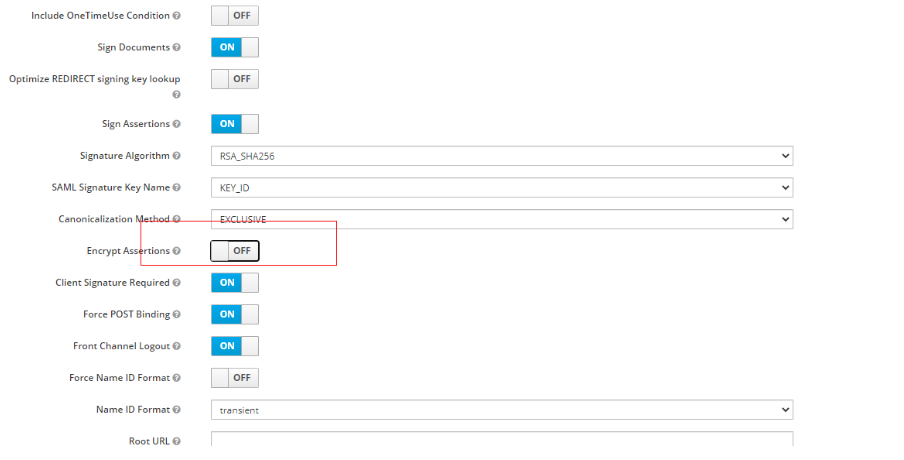 Include OneTimeUse Condition OFF
Sign Documents ON
Optimize REDIRECT signing key lookup OFF
Sign Assertions ON
Signature Algorithm RSA_SHA256
SAML Signature Key Name KEY_ID
Canonicalization Method EXCLUSIVE
Encrypt Assertions OFF
Client Signature Required ON
Force POST Binding ON
Front Channel Logout ON
Force Name ID Format OFF
Name ID Format transient
Root URL